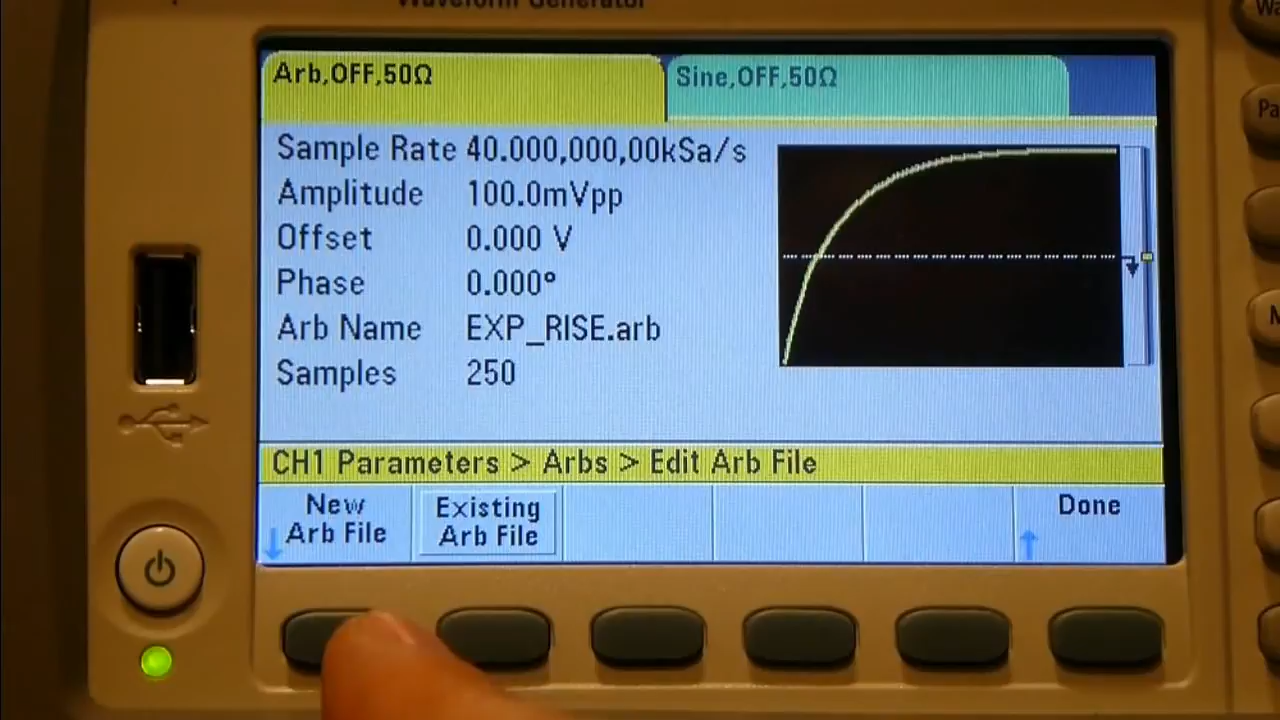 Waveform Generator
Arb,OFF,50Ω
Sine,OFF,50Ω
Sample Rate 40.000,000,00kSa/s
Amplitude 100.0mVpp
Offset 0.000 V
Phase 0.000°
Arb Name EXP_RISE.arb
Samples 250
CH1 Parameters > Arbs > Edit Arb File
New
Arb File
Existing
Arb File
Done